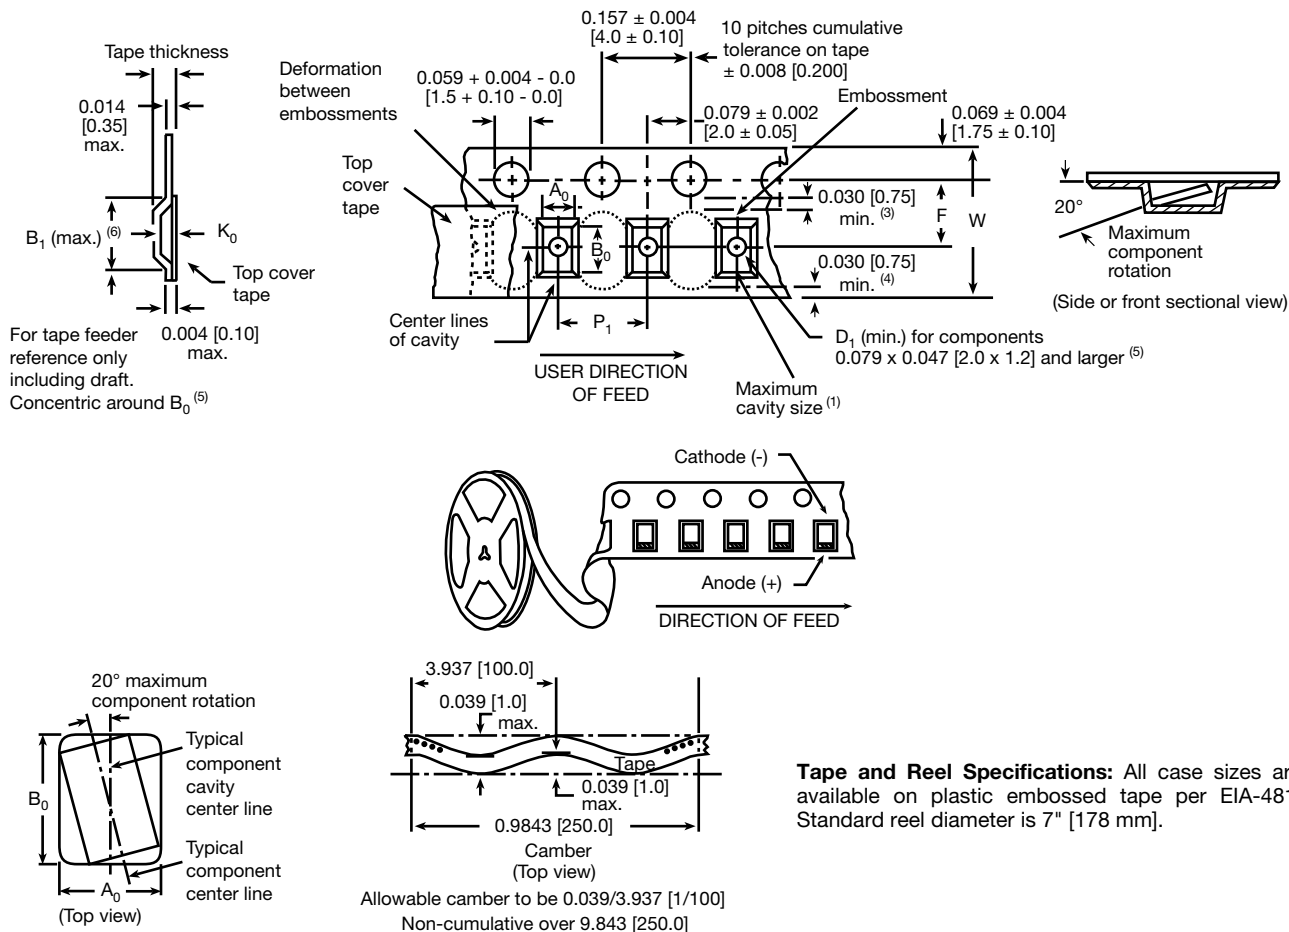 Tape thickness
0.014
[0.35]
max.
B1 (max.) (6)
K0
Top cover
tape
For tape feeder
reference only
including draft.
Concentric around B0 (5)
0.004 [0.10]
max.
Deformation
between
embossments
Top
cover
tape
0.059 + 0.004 - 0.0
[1.5 + 0.10 - 0.0]
0.157 ± 0.004
[4.0 ± 0.10]
10 pitches cumulative
tolerance on tape
± 0.008 [0.200]
0.079 ± 0.002
[2.0 ± 0.05]
Embossment
0.069 ± 0.004
[1.75 ± 0.10]
A0
B0
0.030 [0.75]
min. (3)
F
W
0.030 [0.75]
min. (4)
Center lines
of cavity
P1
USER DIRECTION
OF FEED
Maximum
cavity size (1)
D1 (min.) for components
0.079 x 0.047 [2.0 x 1.2] and larger (5)
20°
Maximum
component
rotation
(Side or front sectional view)
Cathode (-)
Anode (+)
DIRECTION OF FEED
20° maximum
component rotation
Typical
component
cavity
center line
B0
Typical
component
center line
A0
(Top view)
3.937 [100.0]
0.039 [1.0]
max.
Tape
0.039 [1.0]
max.
0.9843 [250.0]
Camber
(Top view)
Allowable camber to be 0.039/3.937 [1/100]
Non-cumulative over 9.843 [250.0]
Tape and Reel Specifications: All case sizes are
available on plastic embossed tape per EIA-481.
Standard reel diameter is 7" [178 mm].